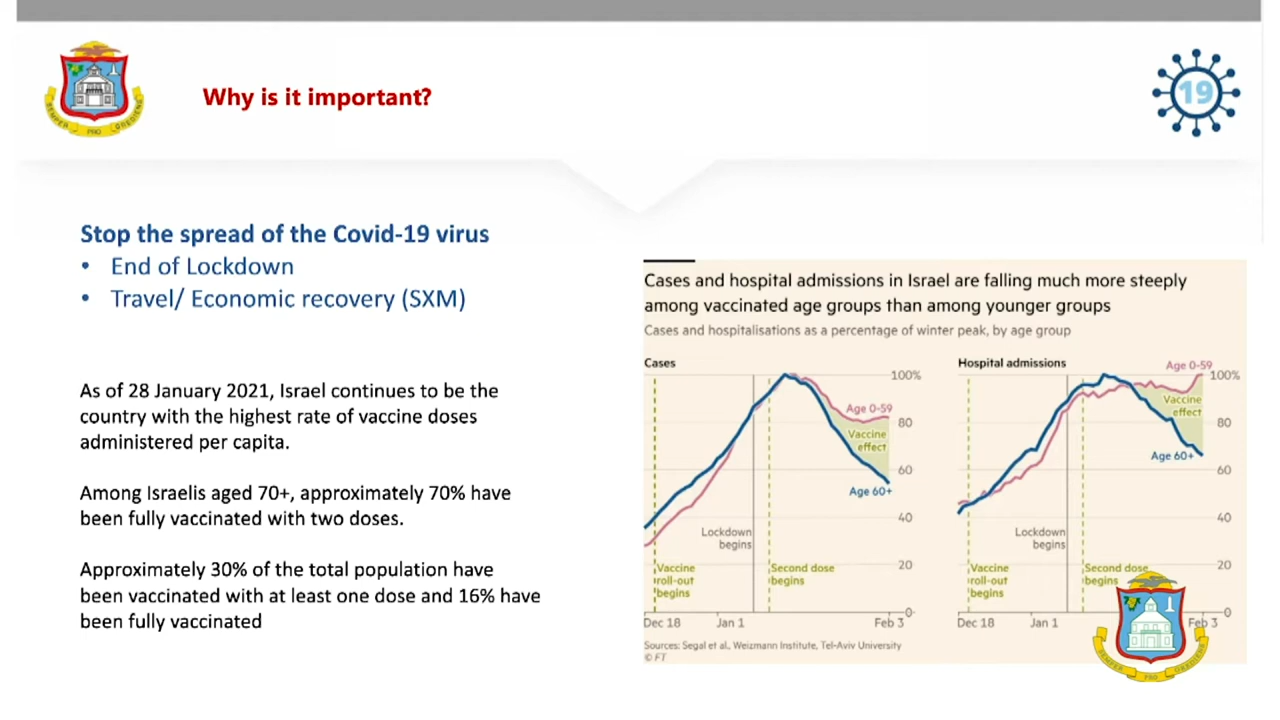 Why is it important?
19
SEMPER PRO GREDIENS
Stop the spread of the Covid-19 virus
• End of Lockdown
• Travel/ Economic recovery (SXM)
As of 28 January 2021, Israel continues to be the
country with the highest rate of vaccine doses
administered per capita.
Among Israelis aged 70+, approximately 70% have
been fully vaccinated with two doses.
Approximately 30% of the total population have
been vaccinated with at least one dose and 16% have
been fully vaccinated
Cases and hospital admissions in Israel are falling much more steeply
among vaccinated age groups than among younger groups
Cases and hospitalisations as a percentage of winter peak, by age group
Cases
100%
80
60
40
20
0
Age 0-59
Vaccine
effect
Age 60+
Lockdown
begins
Vaccine
roll-out
begins
Second dose
begins
Dec 18
Jan 1
Feb 3
Hospital admissions
Age 0-59
100%
80
60
40
20
0
Vaccine
effect
Age 60+
Lockdown
begins
Vaccine
roll-out
begins
Second dose
begins
Dec 18
Jan 1
Feb 3
Sources: Segal et al., Weizmann Institute, Tel-Aviv University
© FT
SEMPER PRO GREDIENS